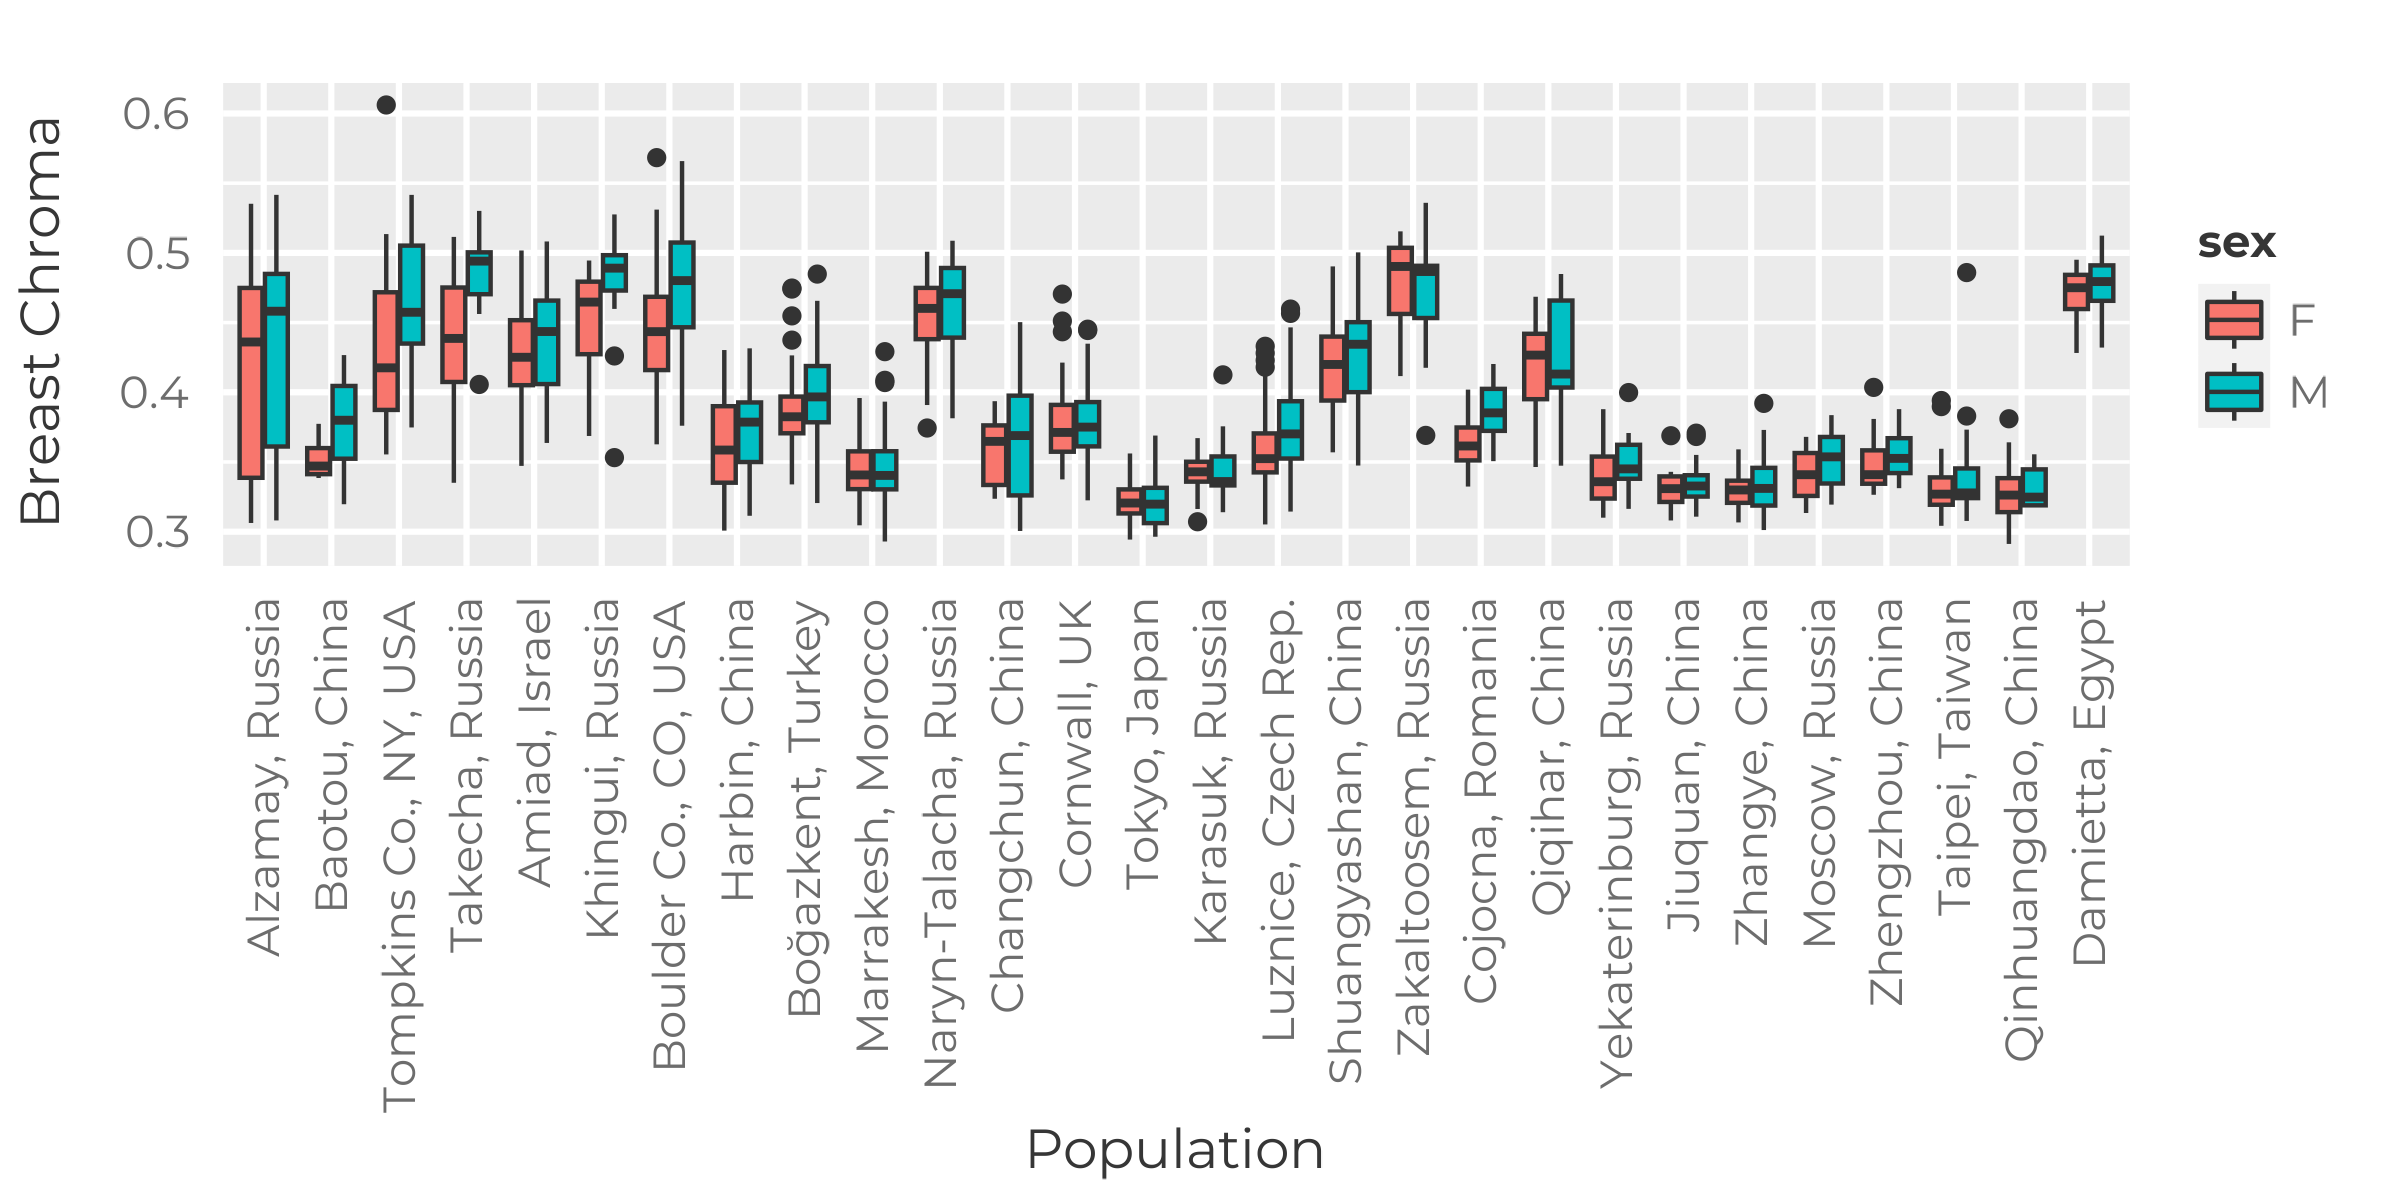 Breast Chroma
0.6
0.5
0.4
0.3
Alzamay, Russia
Baotou, China
Tompkins Co., NY, USA
Takecha, Russia
Amiad, Israel
Khingui, Russia
Boulder Co., CO, USA
Harbin, China
Boğazkent, Turkey
Marrakesh, Morocco
Naryn-Talacha, Russia
Changchun, China
Cornwall, UK
Tokyo, Japan
Karasuk, Russia
Luznice, Czech Rep.
Shuangyashan, China
Zakaltoosem, Russia
Cojocna, Romania
Qiqihar, China
Yekaterinburg, Russia
Jiuquan, China
Zhangye, China
Moscow, Russia
Zhengzhou, China
Taipei, Taiwan
Qinhuangdao, China
Damietta, Egypt
Population
sex
F
M